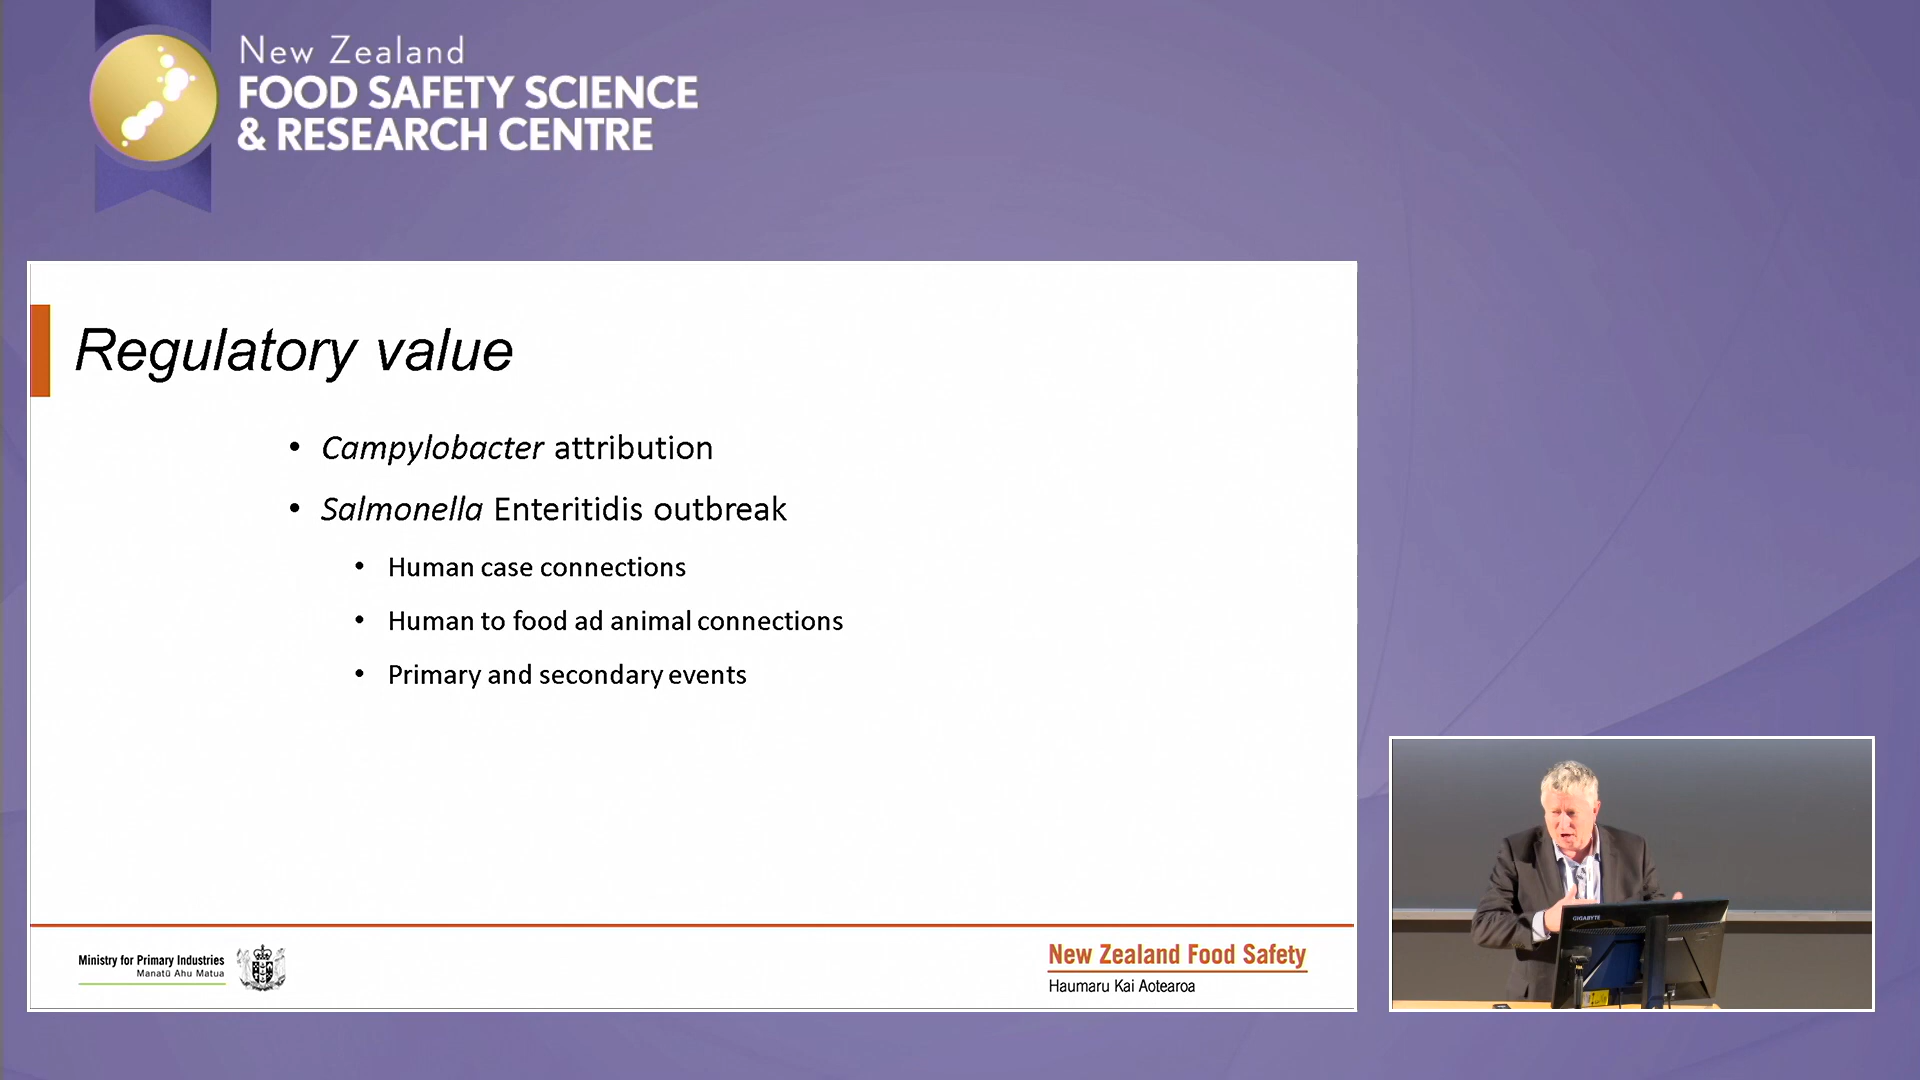 New Zealand
FOOD SAFETY SCIENCE
& RESEARCH CENTRE
Regulatory value
• Campylobacter attribution
• Salmonella Enteritidis outbreak
• Human case connections
• Human to food ad animal connections
• Primary and secondary events
Ministry for Primary Industries
Manatū Ahu Matua
New Zealand Food Safety
Haumaru Kai Aotearoa
GIGABYTE